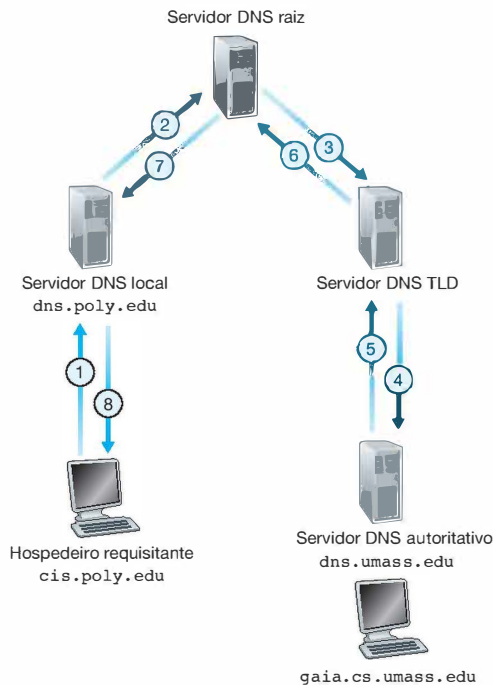 Servidor DNS raiz
2
3
7
6
Servidor DNS local
dns.poly.edu
Servidor DNS TLD
1
8
5
4
Hospedeiro requisitante
cis.poly.edu
Servidor DNS autoritativo
dns.umass.edu
gaia.cs.umass.edu